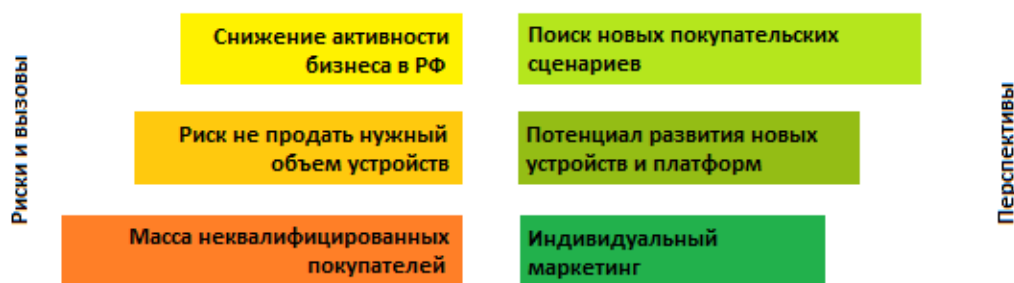 Риски и вызовы
Снижение активности
бизнеса в РФ
Риск не продать нужный
объем устройств
Масса неквалифицированных
покупателей
Поиск новых покупательских
сценариев
Потенциал развития новых
устройств и платформ
Индивидуальный
маркетинг
Перспективы